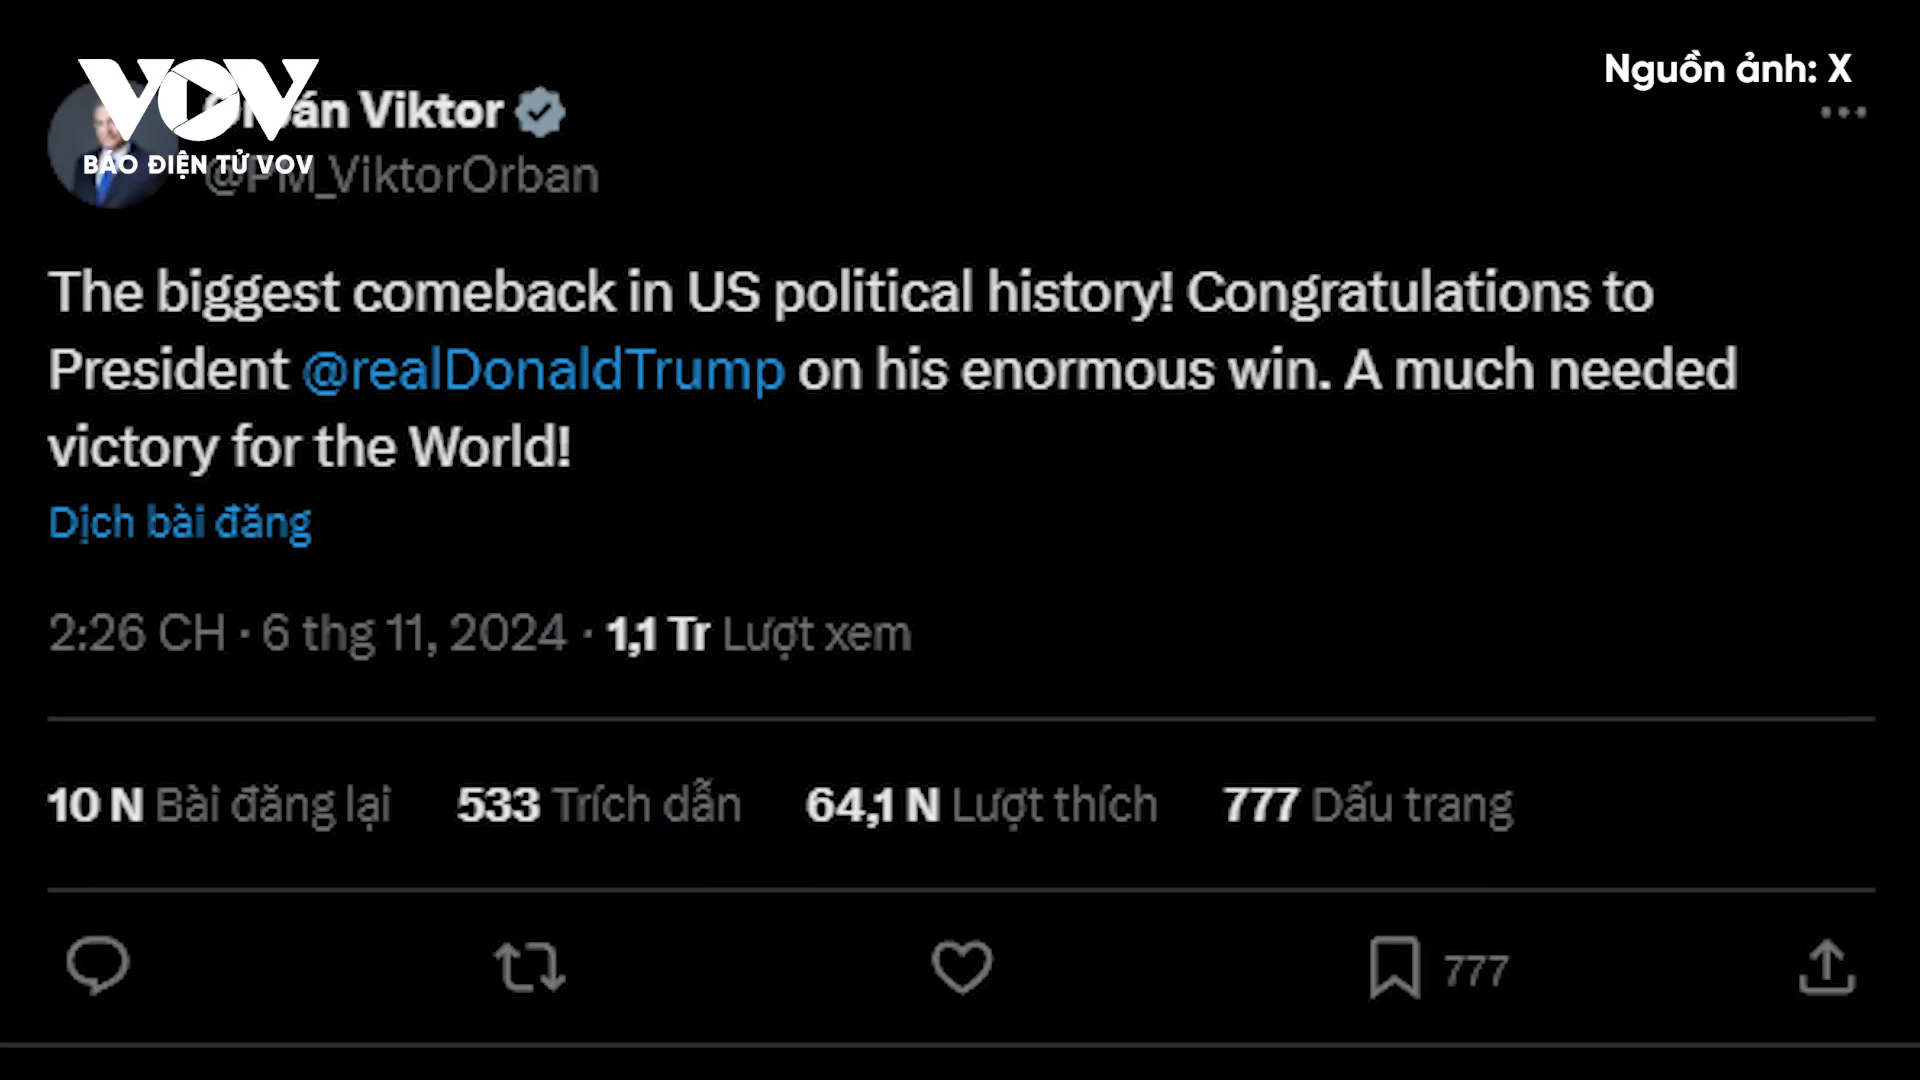 VOV
BÁO ĐIỆN TỬ VOV
Nguồn ảnh: X
Orbán Viktor
@PM_ViktorOrban
The biggest comeback in US political history! Congratulations to
President @realDonaldTrump on his enormous win. A much needed
victory for the World!
Dịch bài đăng
2:26 CH · 6 thg 11, 2024 · 1,1 Tr Lượt xem
10 N Bài đăng lại 533 Trích dẫn 64,1 N Lượt thích 777 Dấu trang
777